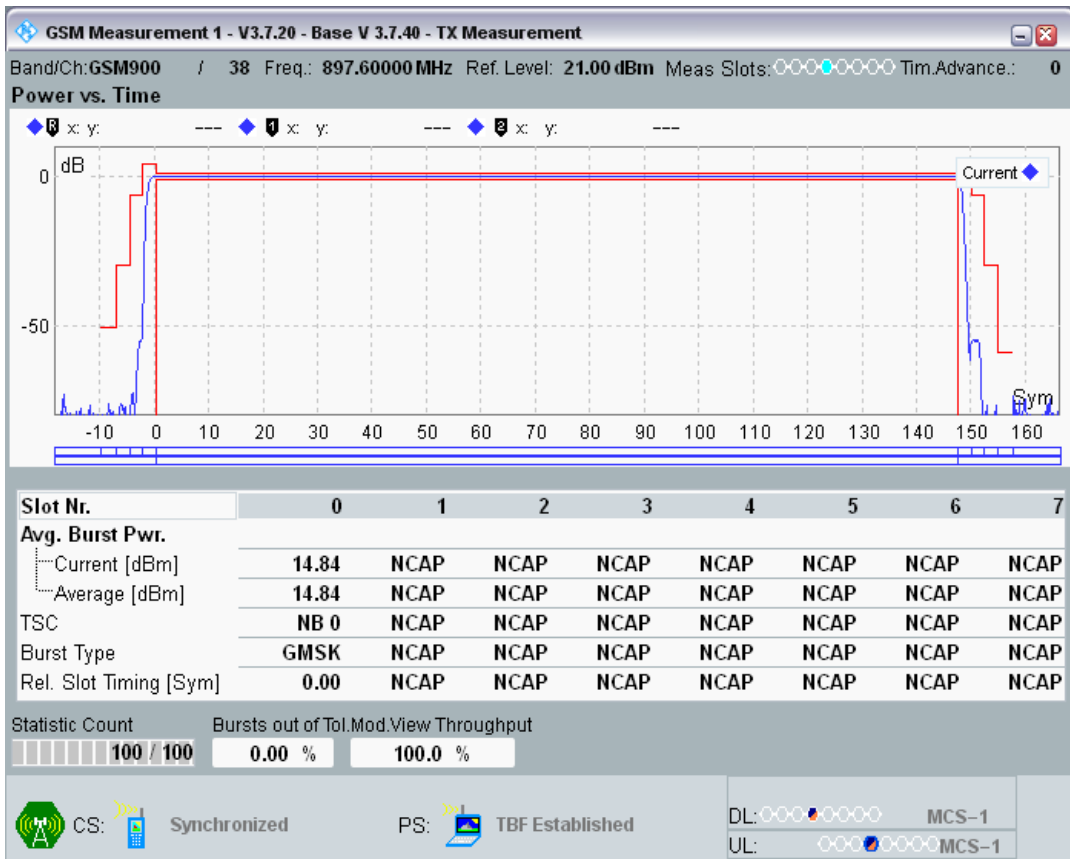 GSM Measurement 1 - V3.7.20 - Base V 3.7.40 - TX Measurement
Band/Ch:GSM900 / 38 Freq.: 897.60000 MHz Ref. Level: 21.00 dBm Meas Slots: Tim.Advance.: 0
Power vs. Time
R x: y: --- 1 x: y: --- 2 x: y: ---
dB
Current
0
-50
Sym
-10 0 10 20 30 40 50 60 70 80 90 100 110 120 130 140 150 160
Slot Nr. 0 1 2 3 4 5 6 7
Avg. Burst Pwr.
Current [dBm] 14.84 NCAP NCAP NCAP NCAP NCAP NCAP NCAP
Average [dBm] 14.84 NCAP NCAP NCAP NCAP NCAP NCAP NCAP
TSC NB 0 NCAP NCAP NCAP NCAP NCAP NCAP NCAP
Burst Type GMSK NCAP NCAP NCAP NCAP NCAP NCAP NCAP
Rel. Slot Timing [Sym] 0.00 NCAP NCAP NCAP NCAP NCAP NCAP NCAP
Statistic Count Bursts out of Tol.Mod.View Throughput
100 / 100 0.00 % 100.0 %
CS: Synchronized PS: TBF Established
DL: MCS-1
UL: MCS-1